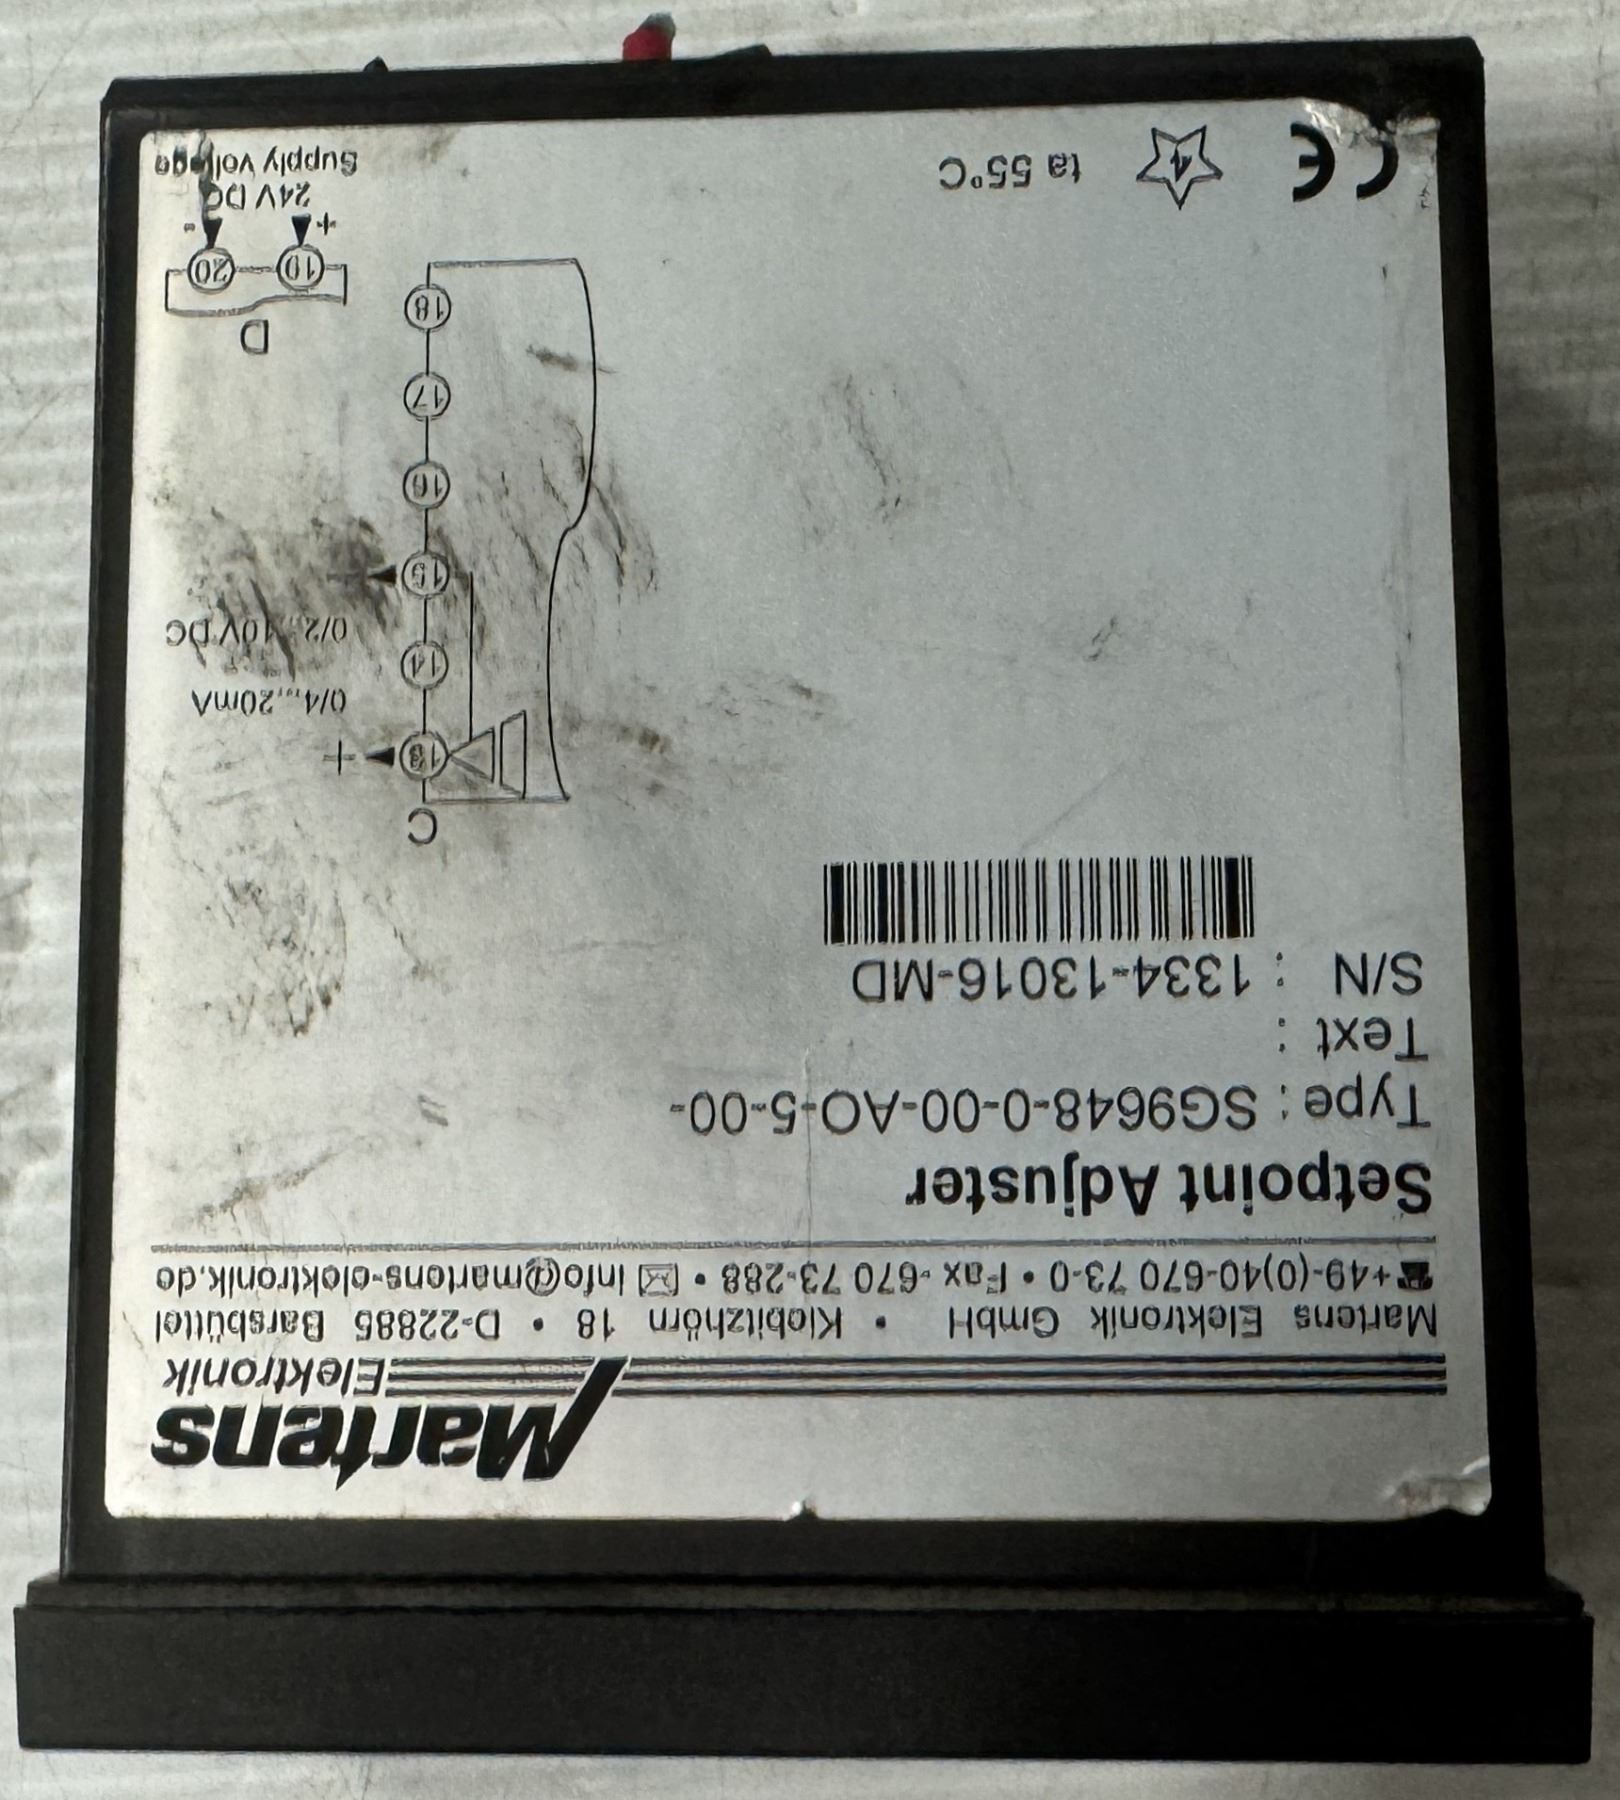 Martens
Elektronik
Martens Elektronik GmbH • Kiebitzhörn 18 • D-22885 Barsbüttel
☎+49-(0)40-670 73-0 • Fax -670 73-288 • ✉ info@martens-elektronik.de
Setpoint Adjuster
Type : SG9648-0-00-AO-5-00-
Text :
S/N : 1334-13016-MD
C
13 +
0/4...20mA
14
0/2...10V DC
15 -
16
17
18
D
19 20
+ -
24V DC
Supply voltage
CE 4 ta 55°C